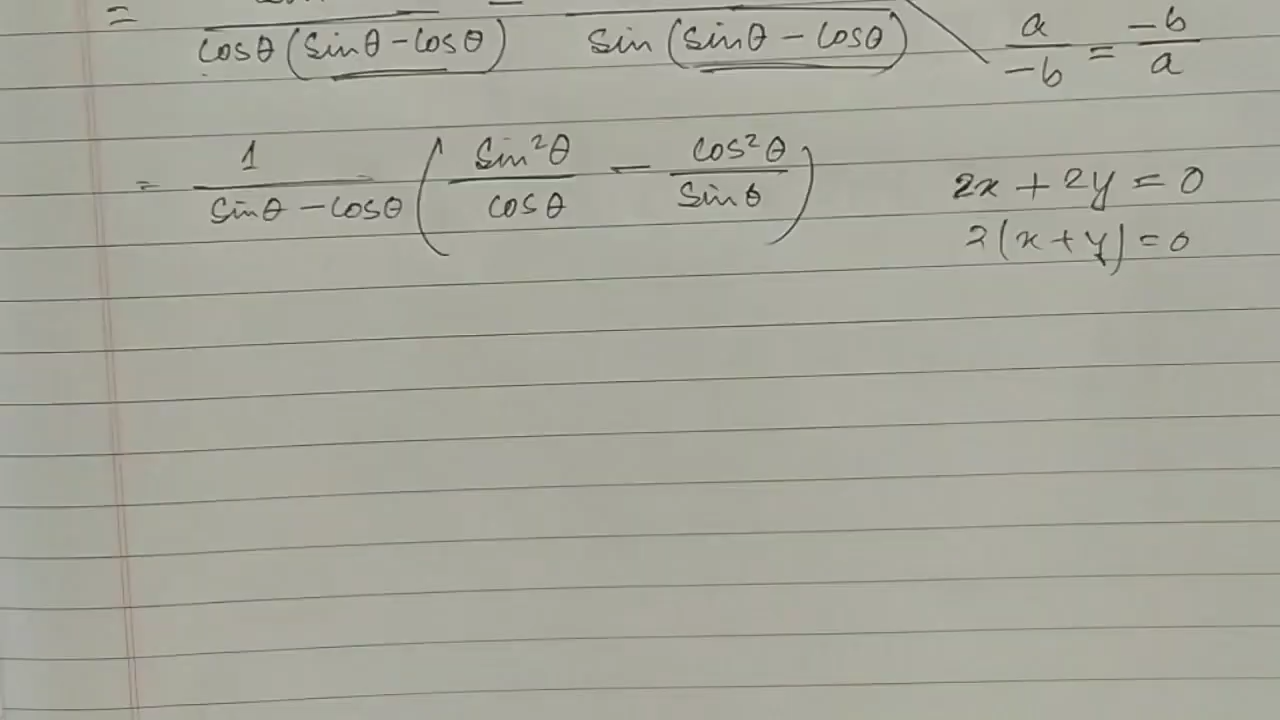 = cosθ (sinθ - cosθ) - sin (sinθ - cosθ)
a / -b = -b / a
= 1 / sinθ - cosθ ( sin²θ / cosθ - cos²θ / sinθ )
2x + 2y = 0
2(x + y) = 0